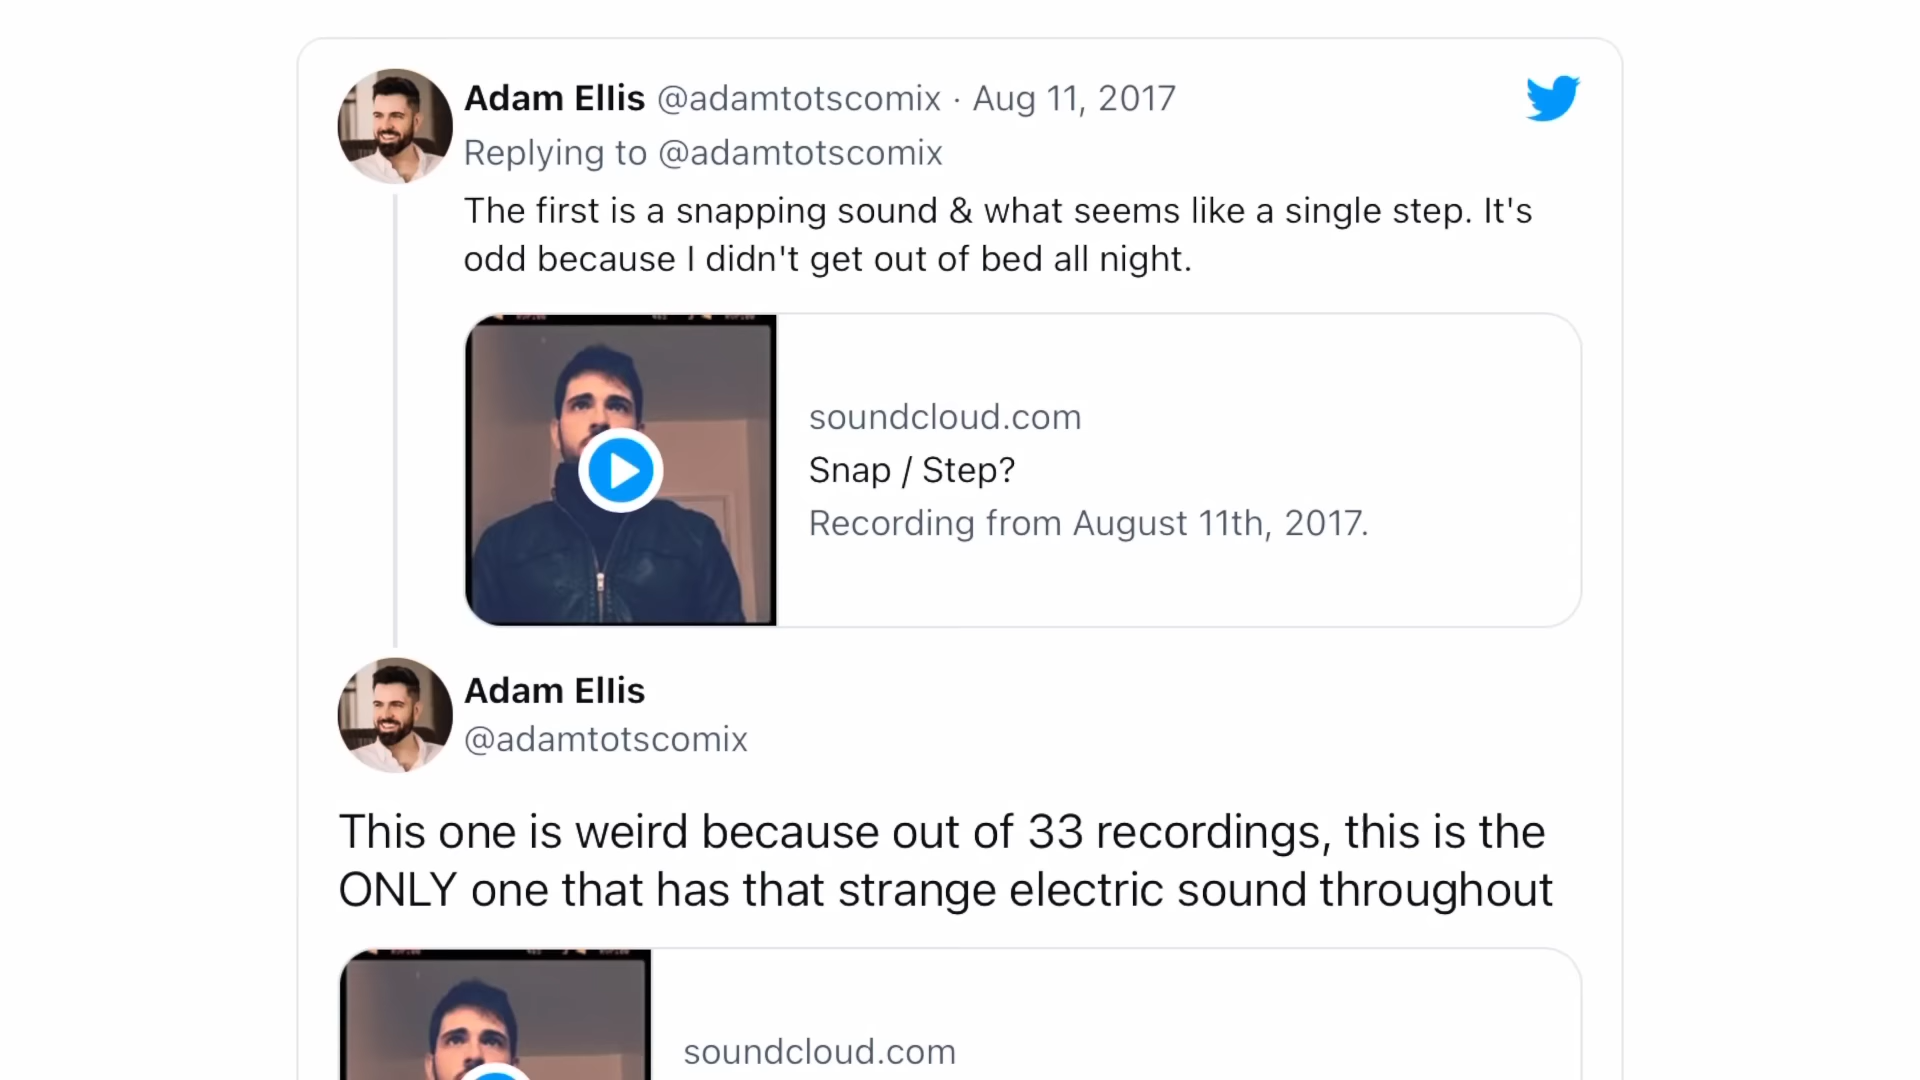 Adam Ellis @adamtotscomix · Aug 11, 2017
Replying to @adamtotscomix
The first is a snapping sound & what seems like a single step. It's
odd because I didn't get out of bed all night.
soundcloud.com
Snap / Step?
Recording from August 11th, 2017.
Adam Ellis
@adamtotscomix
This one is weird because out of 33 recordings, this is the
ONLY one that has that strange electric sound throughout
soundcloud.com